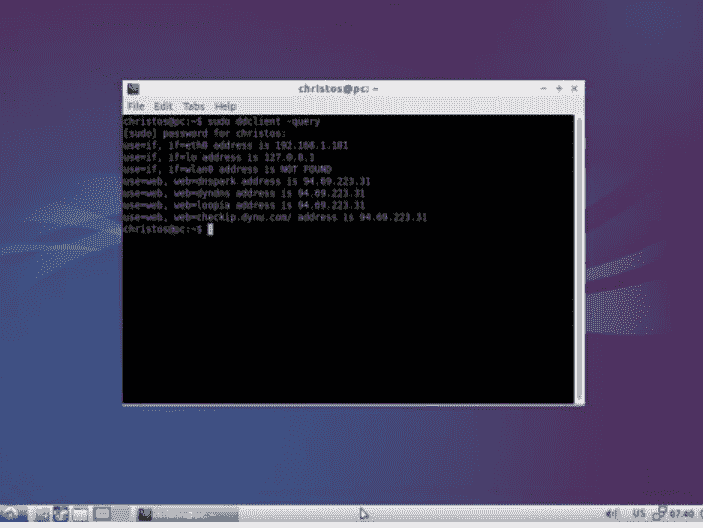 christos@pc: ~
File Edit Tabs Help
christos@pc:~$ sudo ddclient -query
[sudo] password for christos:
use=if, if=eth0 address is 192.168.1.101
use=if, if=lo address is 127.0.0.1
use=if, if=wlan0 address is NOT FOUND
use=web, web=dnspark address is 94.69.223.31
use=web, web=dyndns address is 94.69.223.31
use=web, web=loopia address is 94.69.223.31
use=web, web=checkip.dynu.com/ address is 94.69.223.31
christos@pc:~$
US 07:40